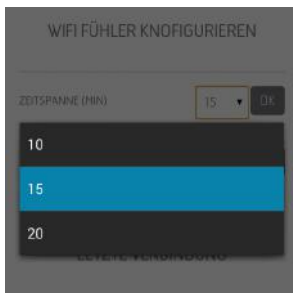 WIFI FÜHLER KNOFIGURIEREN
ZEITSPANNE (MIN) 15 OK
10
15
20
LETZTE VERBINDUNG